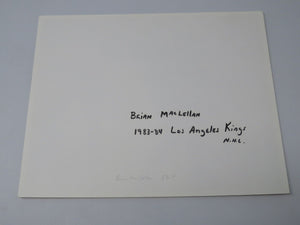 Brian MacLellan
1983-84 Los Angeles Kings
N.H.L.